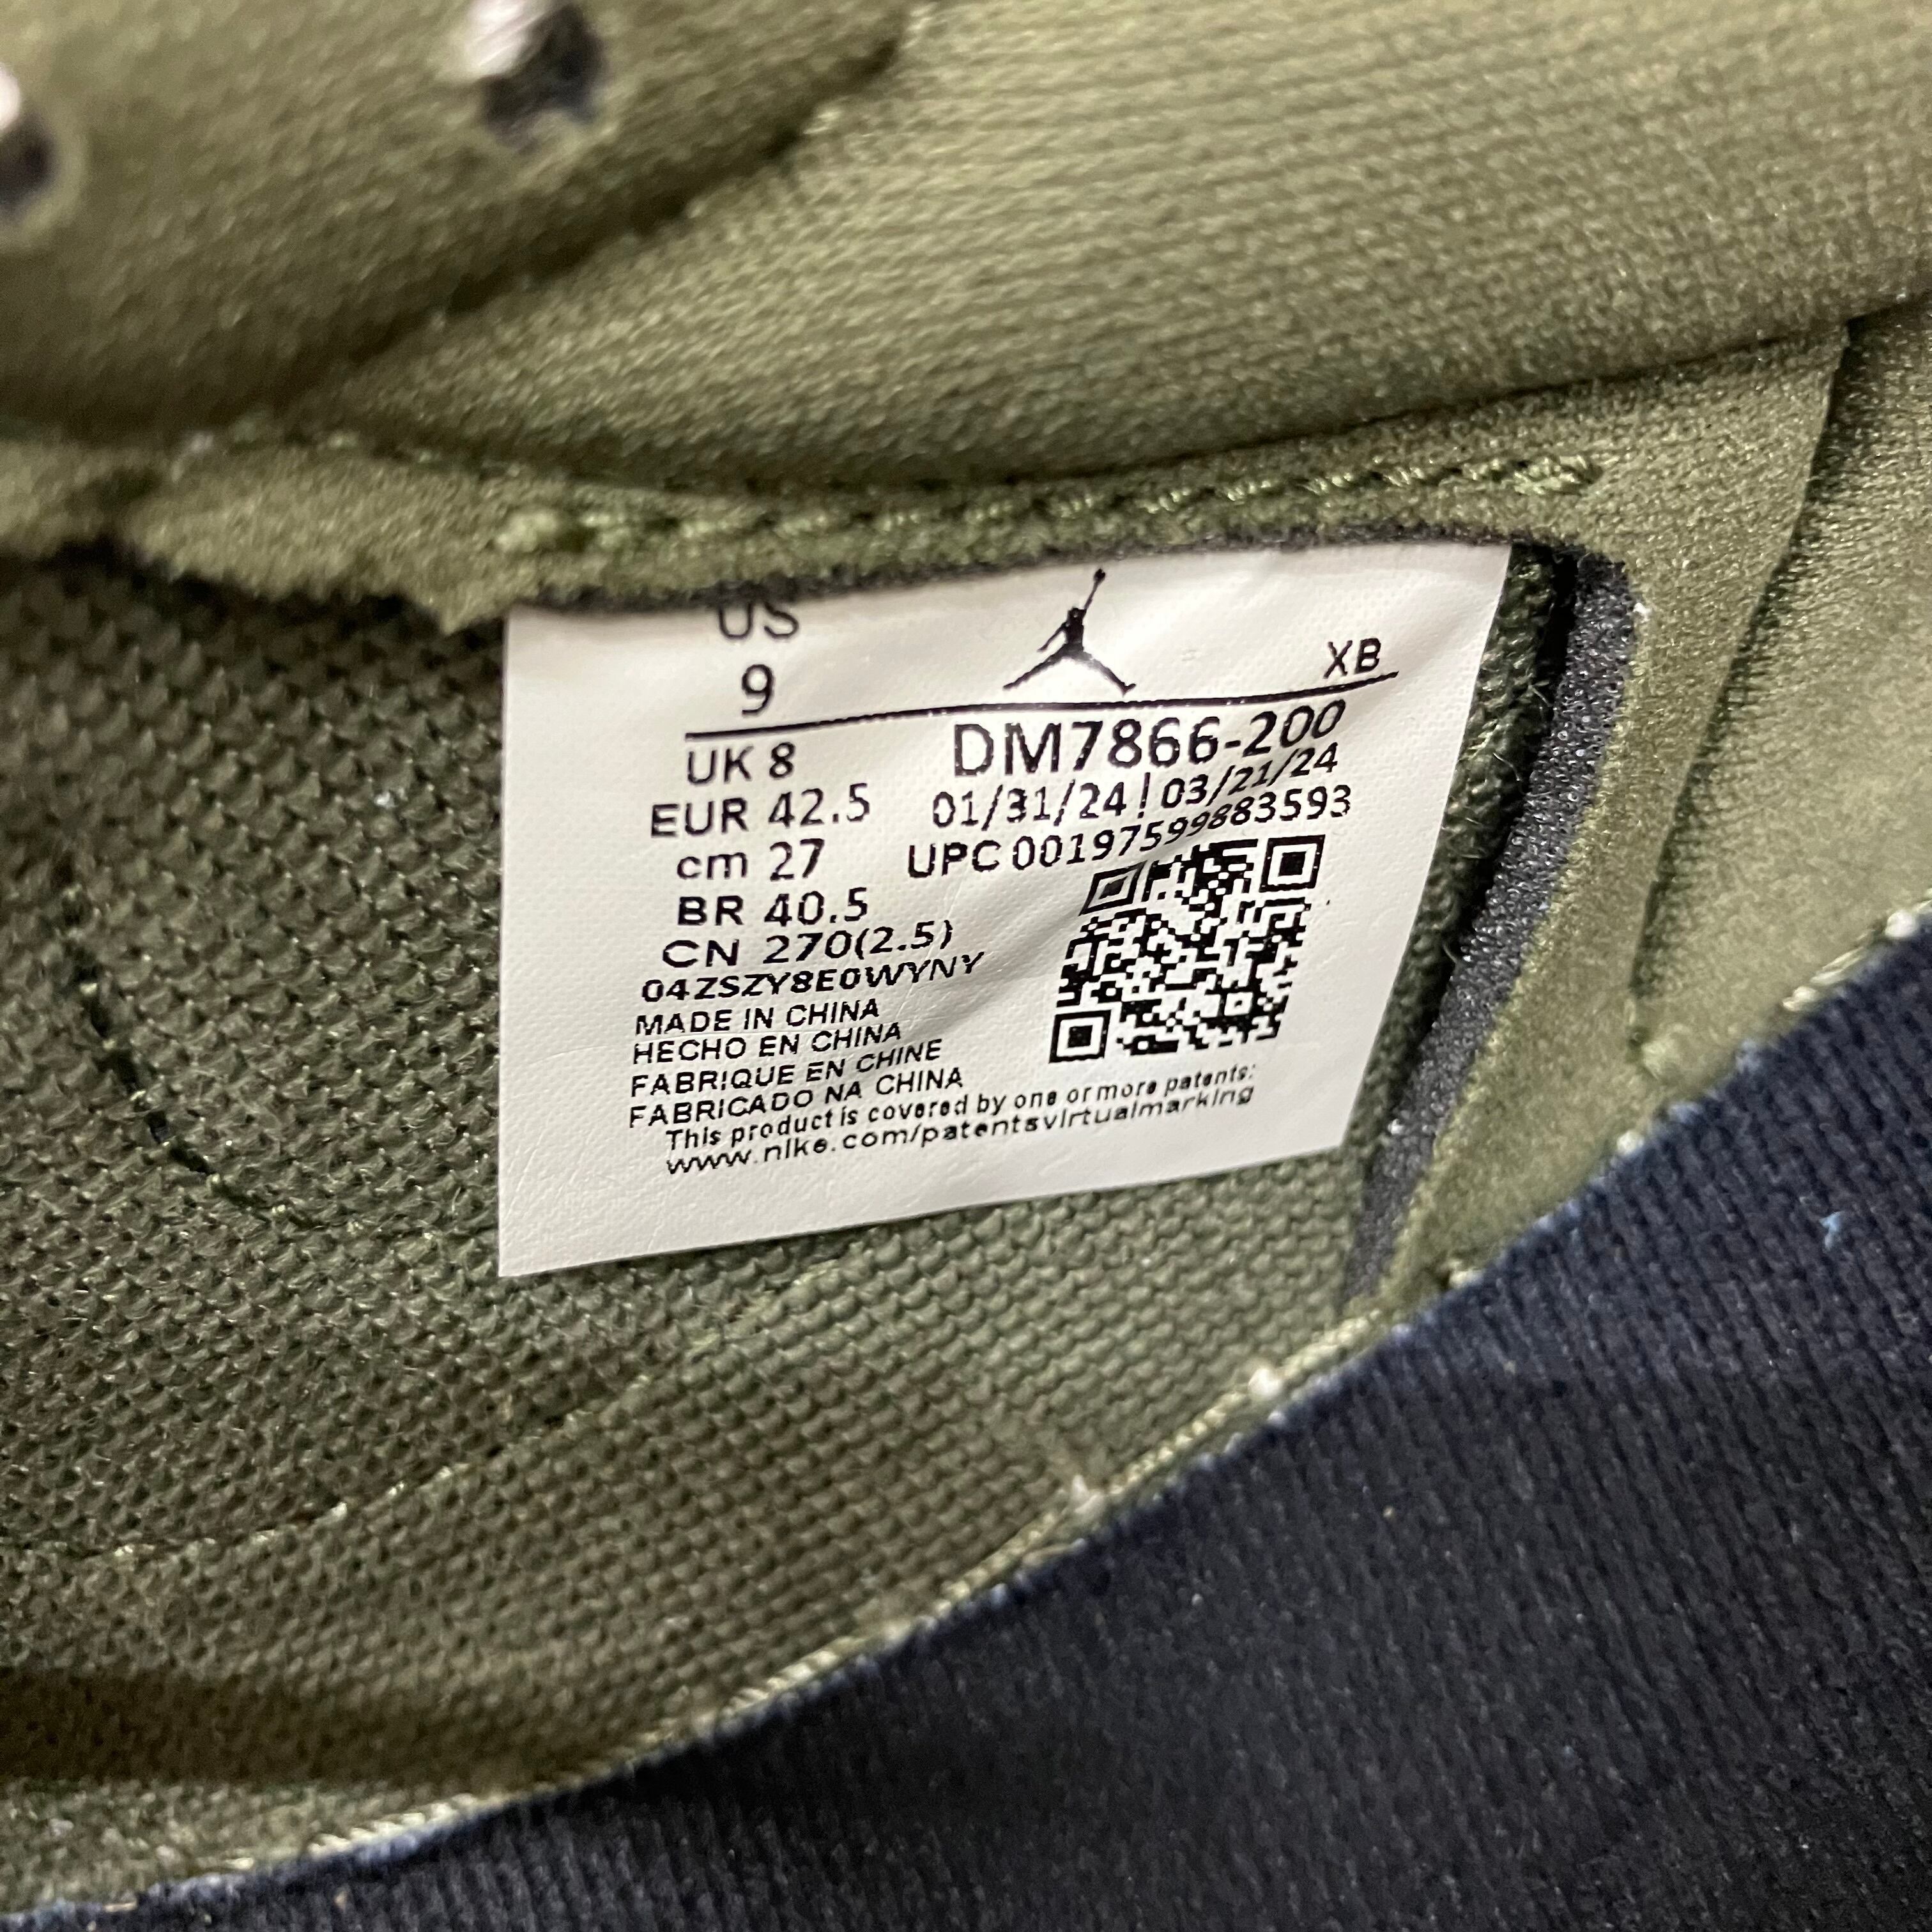 US
9
XB
UK 8
DM7866-200
EUR 42.5
01/31/24 ! 03/21/24
cm 27
UPC 00197599883593
BR 40.5
CN 270(2.5)
04ZSZY8E0WYNY
MADE IN CHINA
HECHO EN CHINA
FABRIQUE EN CHINE
FABRICADO NA CHINA
This product is covered by one or more patents:
www.nike.com/patentsvirtualmarking